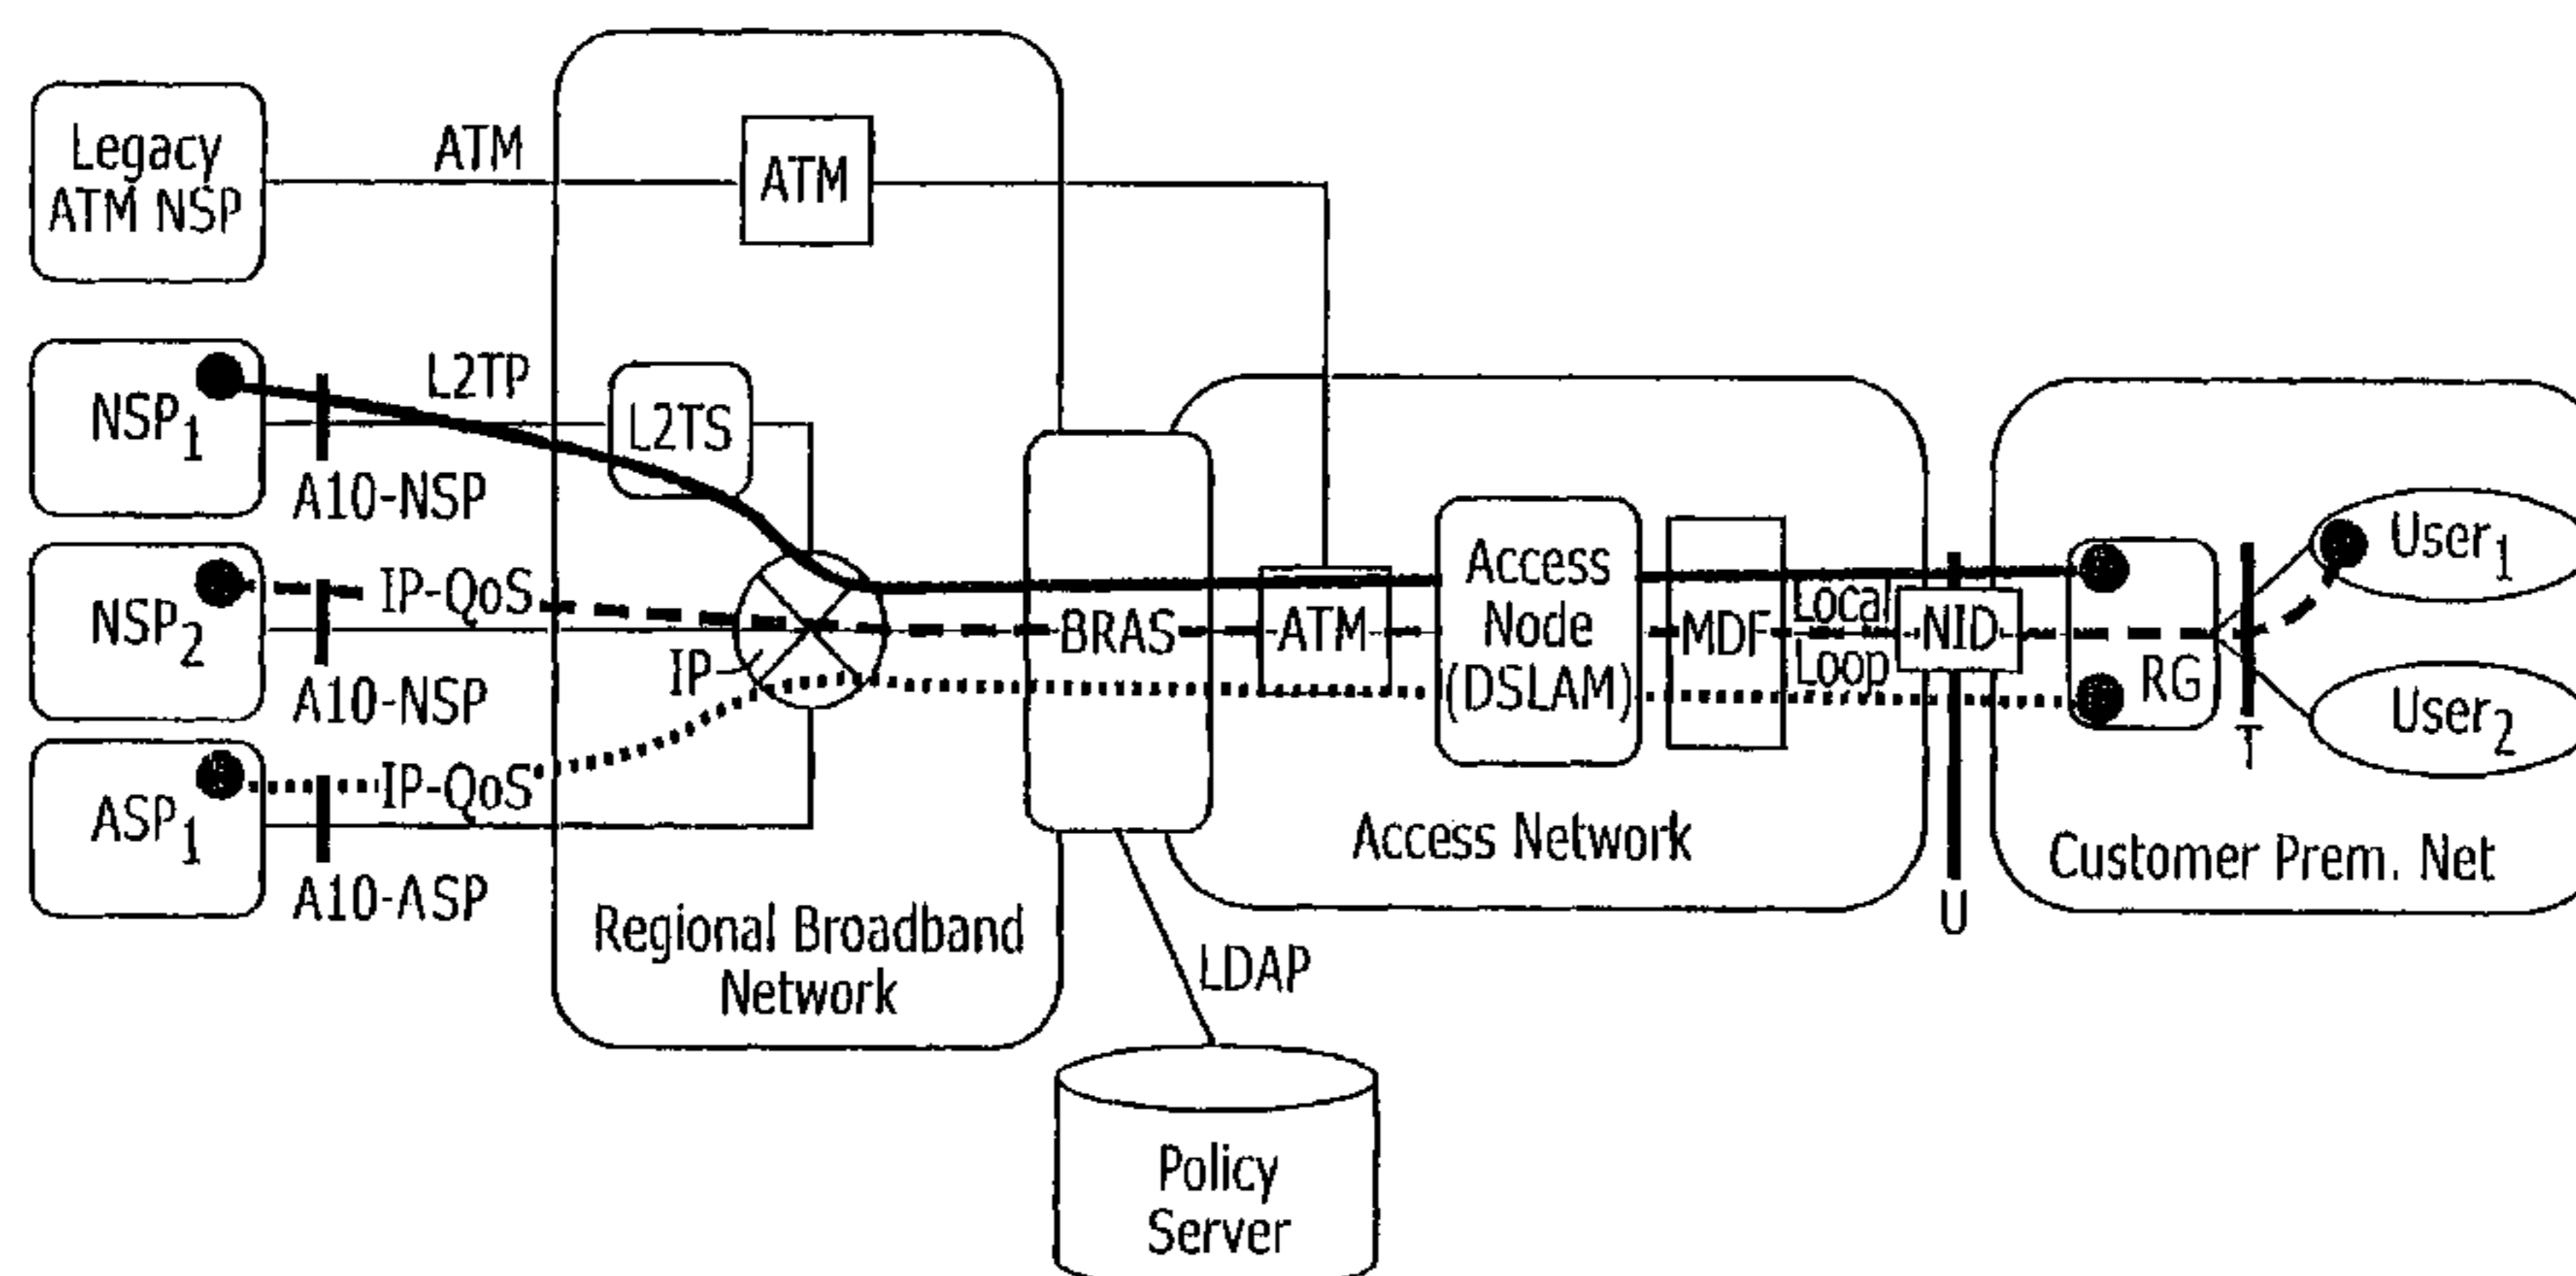 Legacy
ATM NSP
ATM
ATM
NSP1
L2TP
L2TS
A10-NSP
NSP2
IP-QoS
IP
A10-NSP
ASP1
IP-QoS
A10-ASP
Regional Broadband
Network
BRAS
ATM
Access
Node
(DSLAM)
MDF
Local
Loop
NID
Access Network
U
RG
T
User1
User2
Customer Prem. Net
LDAP
Policy
Server